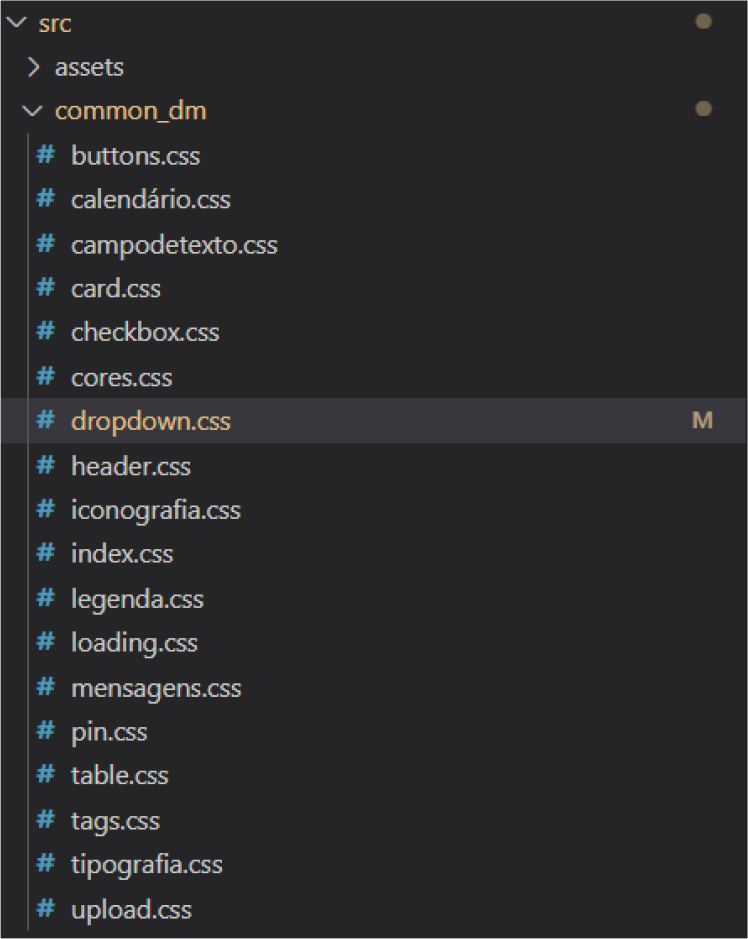 src
assets
common_dm
# buttons.css
# calendário.css
# campodetexto.css
# card.css
# checkbox.css
# cores.css
# dropdown.css M
# header.css
# iconografia.css
# index.css
# legenda.css
# loading.css
# mensagens.css
# pin.css
# table.css
# tags.css
# tipografia.css
# upload.css